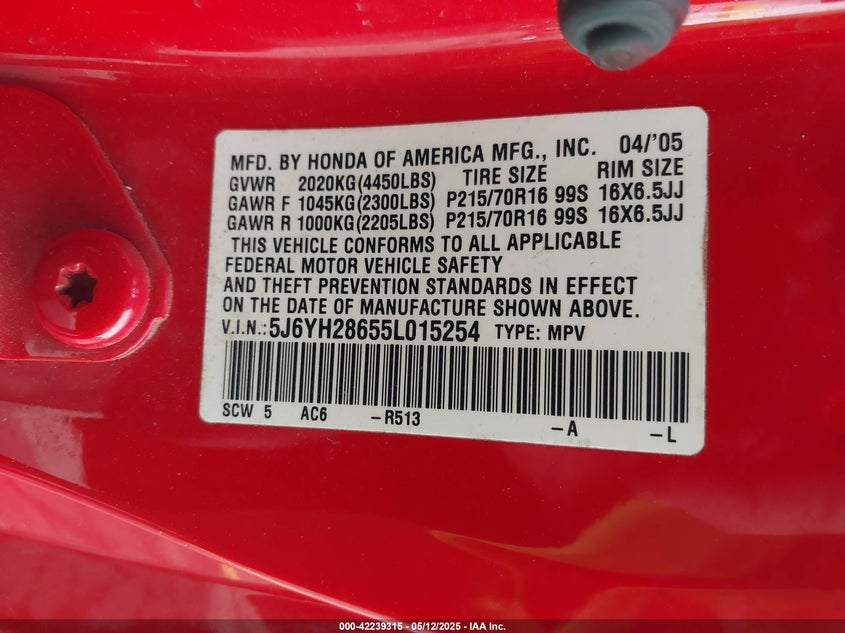 MFD. BY HONDA OF AMERICA MFG., INC. 04/'05
GVWR 2020KG(4450LBS) TIRE SIZE RIM SIZE
GAWR F 1045KG(2300LBS) P215/70R16 99S 16X6.5JJ
GAWR R 1000KG(2205LBS) P215/70R16 99S 16X6.5JJ
THIS VEHICLE CONFORMS TO ALL APPLICABLE
FEDERAL MOTOR VEHICLE SAFETY
AND THEFT PREVENTION STANDARDS IN EFFECT
ON THE DATE OF MANUFACTURE SHOWN ABOVE.
V.I.N.: 5J6YH28655L015254 TYPE: MPV
SCW 5 AC6 -R513 -A -L
000-42239315 - 05/12/2025 - IAA Inc.